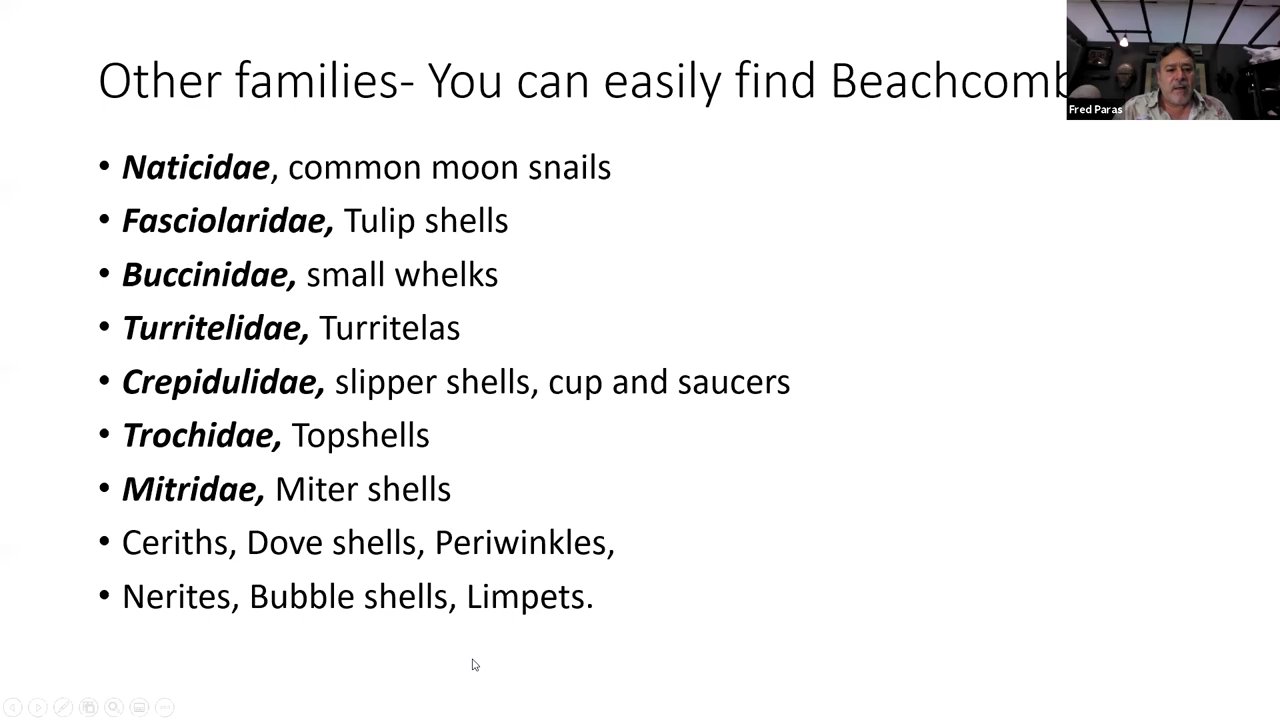 Other families- You can easily find Beachcomb
Fred Paras
• Naticidae, common moon snails
• Fasciolaridae, Tulip shells
• Buccinidae, small whelks
• Turritelidae, Turritelas
• Crepidulidae, slipper shells, cup and saucers
• Trochidae, Topshells
• Mitridae, Miter shells
• Ceriths, Dove shells, Periwinkles,
• Nerites, Bubble shells, Limpets.